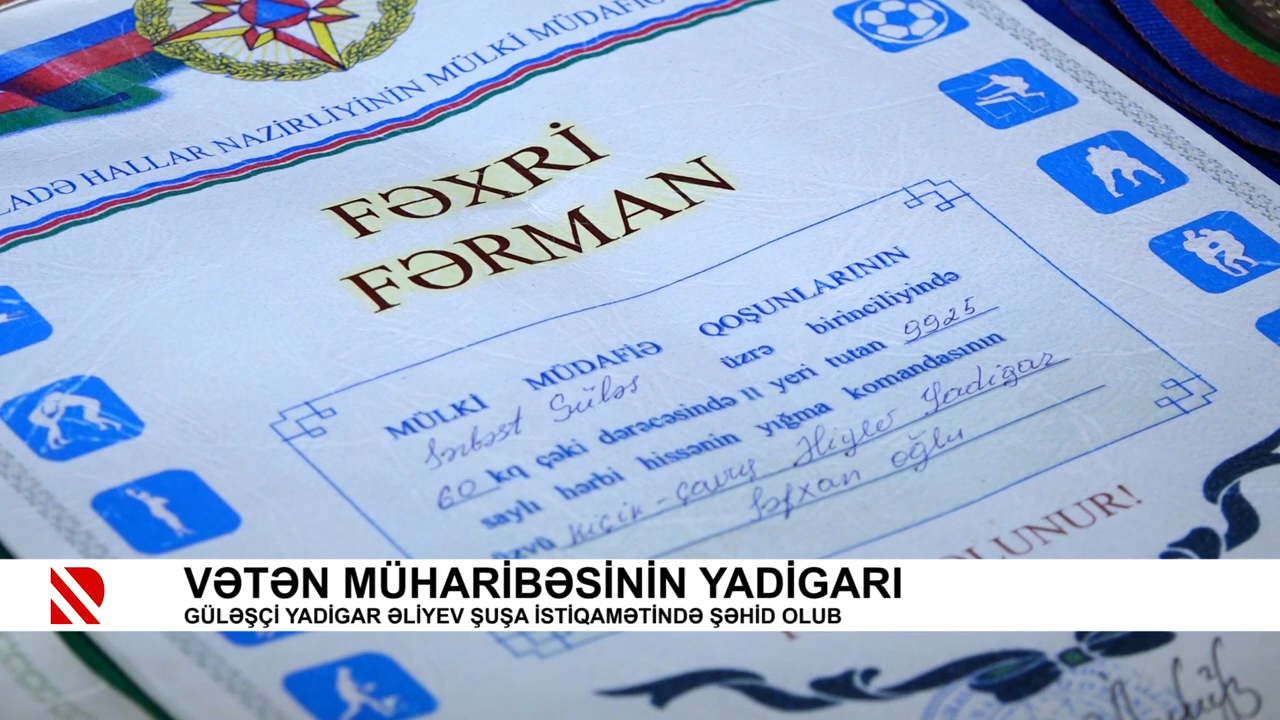 LADƏ HALLAR NAZİRLİYİNİN MÜLKİ MÜDAFİƏ
FƏXRİ
FƏRMAN
MÜLKİ MÜDAFİƏ QOŞUNLARININ
Sərbəst Güləş üzrə birinciliyində
60 kq çəki dərəcəsində II yeri tutan 9925
saylı hərbi hissənin yığma komandasının
üzvü Kiçik-çavuş Əliyev Yadigar
Səfxan oğlu
OLUNUR!
VƏTƏN MÜHARİBƏSİNİN YADİGARI
GÜLƏŞÇİ YADİGAR ƏLİYEV ŞUŞA İSTİQAMƏTİNDƏ ŞƏHİD OLUB